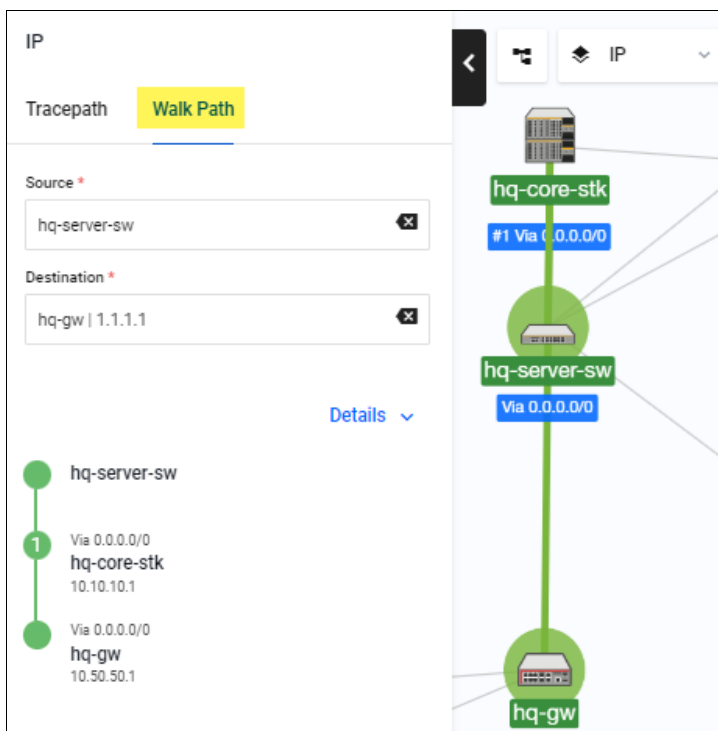 IP
Tracepath
Walk Path
Source *
hq-server-sw
Destination *
hq-gw | 1.1.1.1
Details
hq-server-sw
1
Via 0.0.0.0/0
hq-core-stk
10.10.10.1
Via 0.0.0.0/0
hq-gw
10.50.50.1
IP
hq-core-stk
#1 Via 0.0.0.0/0
hq-server-sw
Via 0.0.0.0/0
hq-gw